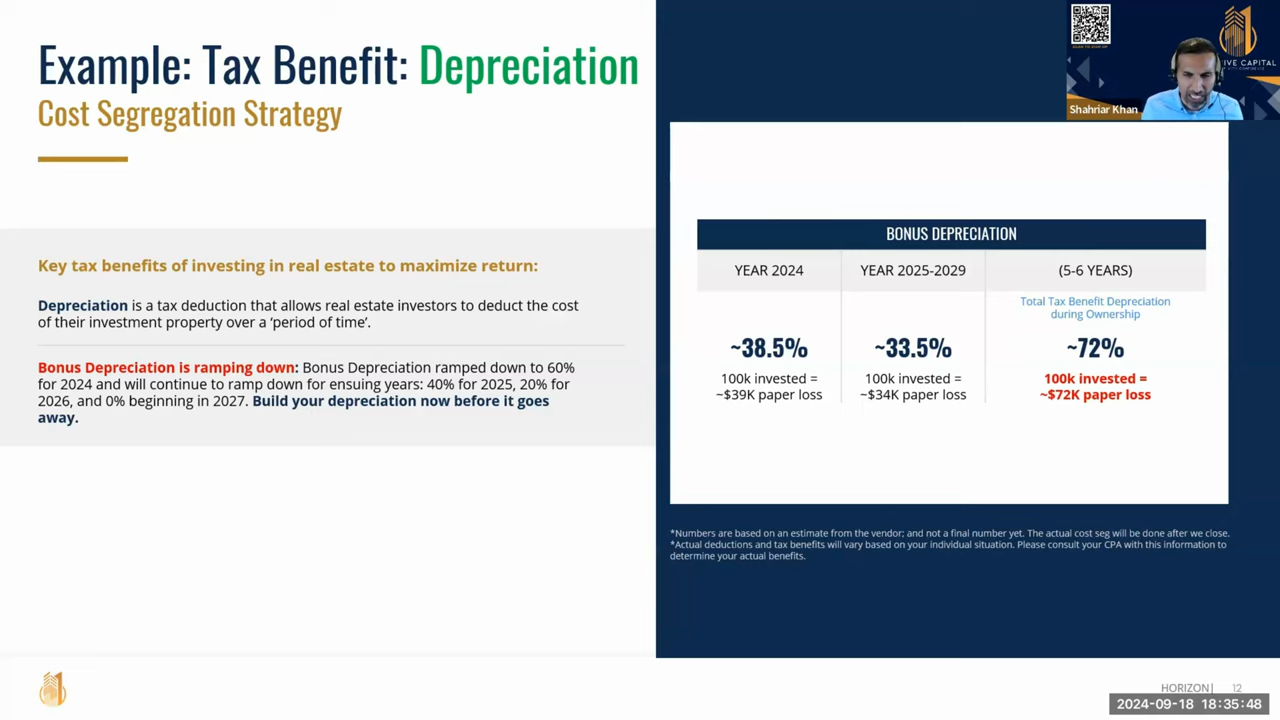 Example: Tax Benefit: Depreciation
Cost Segregation Strategy
Key tax benefits of investing in real estate to maximize return:
Depreciation is a tax deduction that allows real estate investors to deduct the cost
of their investment property over a ‘period of time’.
Bonus Depreciation is ramping down: Bonus Depreciation ramped down to 60%
for 2024 and will continue to ramp down for ensuing years: 40% for 2025, 20% for
2026, and 0% beginning in 2027. Build your depreciation now before it goes
away.
IVE CAPITAL
Shahriar Khan
BONUS DEPRECIATION
YEAR 2024
YEAR 2025-2029
(5-6 YEARS)
Total Tax Benefit Depreciation
during Ownership
~38.5%
~33.5%
~72%
100k invested =
~$39K paper loss
100k invested =
~$34K paper loss
100k invested =
~$72K paper loss
*Numbers are based on an estimate from the vendor; and not a final number yet. The actual cost seg will be done after we close.
*Actual deductions and tax benefits will vary based on your individual situation. Please consult your CPA with this information to
determine your actual benefits.
HORIZON| 12
2024-09-18 18:35:48